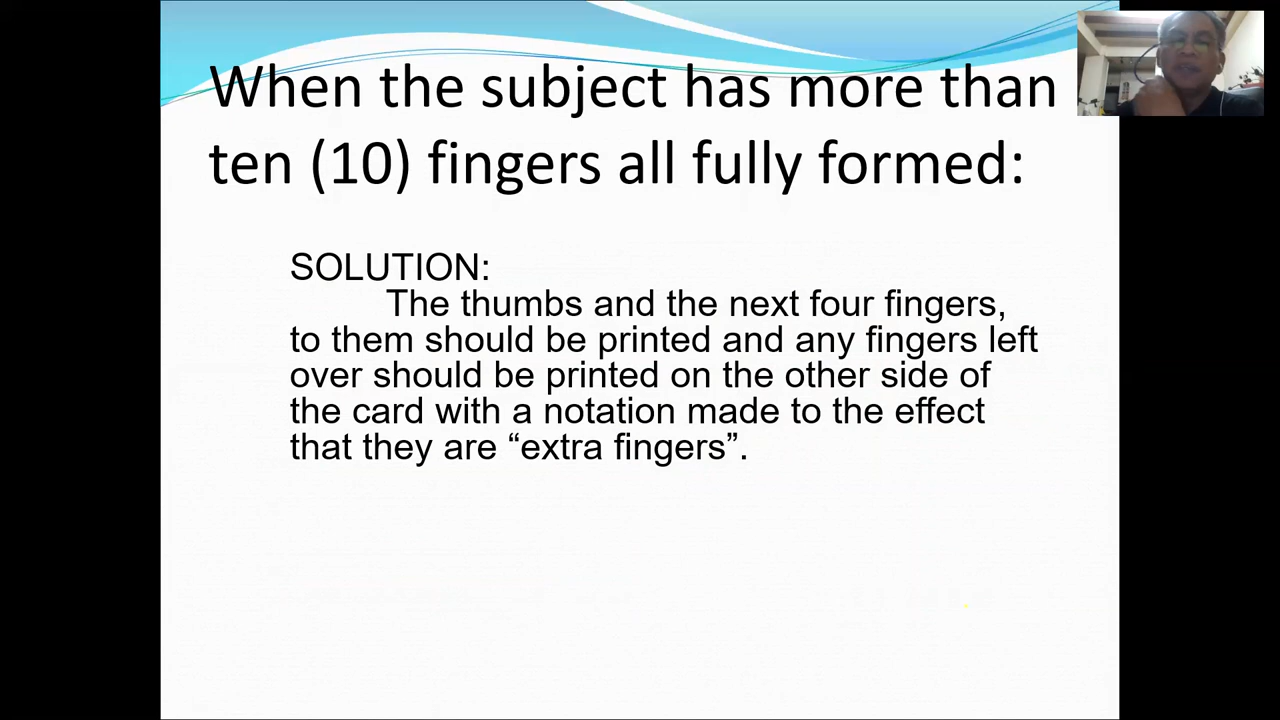 When the subject has more than
ten (10) fingers all fully formed:
SOLUTION:
The thumbs and the next four fingers,
to them should be printed and any fingers left
over should be printed on the other side of
the card with a notation made to the effect
that they are “extra fingers”.